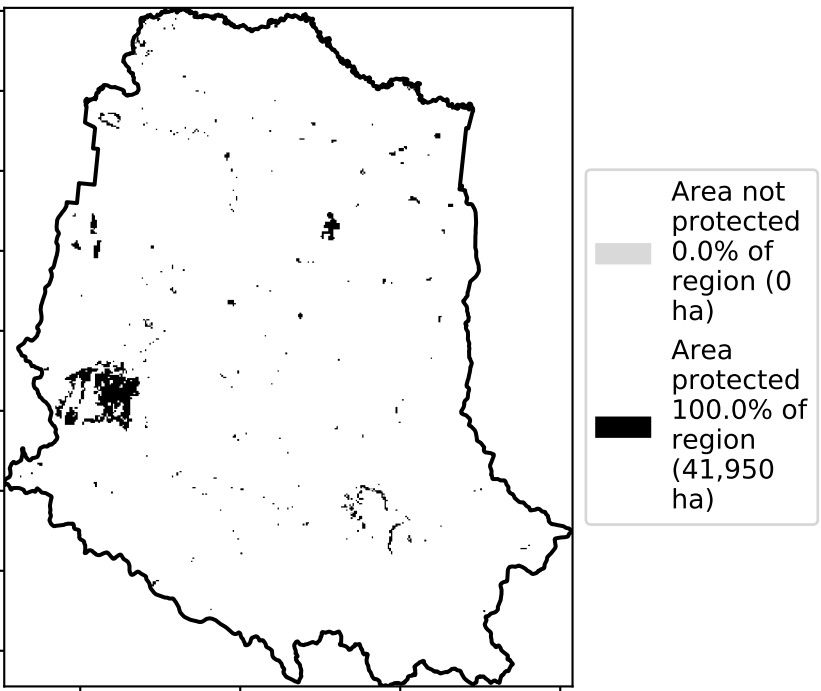 Area not
protected
0.0% of
region (0
ha)
Area
protected
100.0% of
region
(41,950
ha)